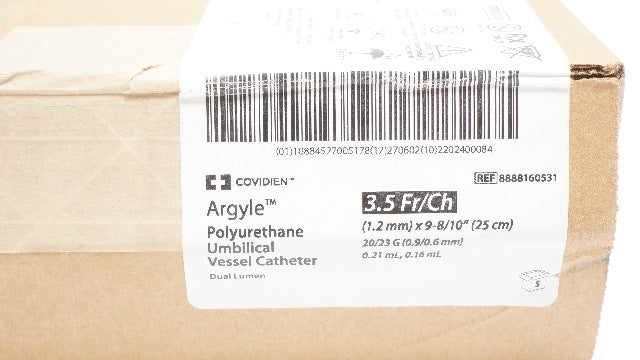 (01)10884527005178(17)270602(10)2202400084
COVIDIEN™
REF 8888160531
Argyle™
3.5 Fr/Ch
Polyurethane
(1.2 mm) x 9-8/10" (25 cm)
Umbilical
20/23 G (0.9/0.6 mm)
Vessel Catheter
0.21 mL, 0.16 mL
Dual Lumen
5